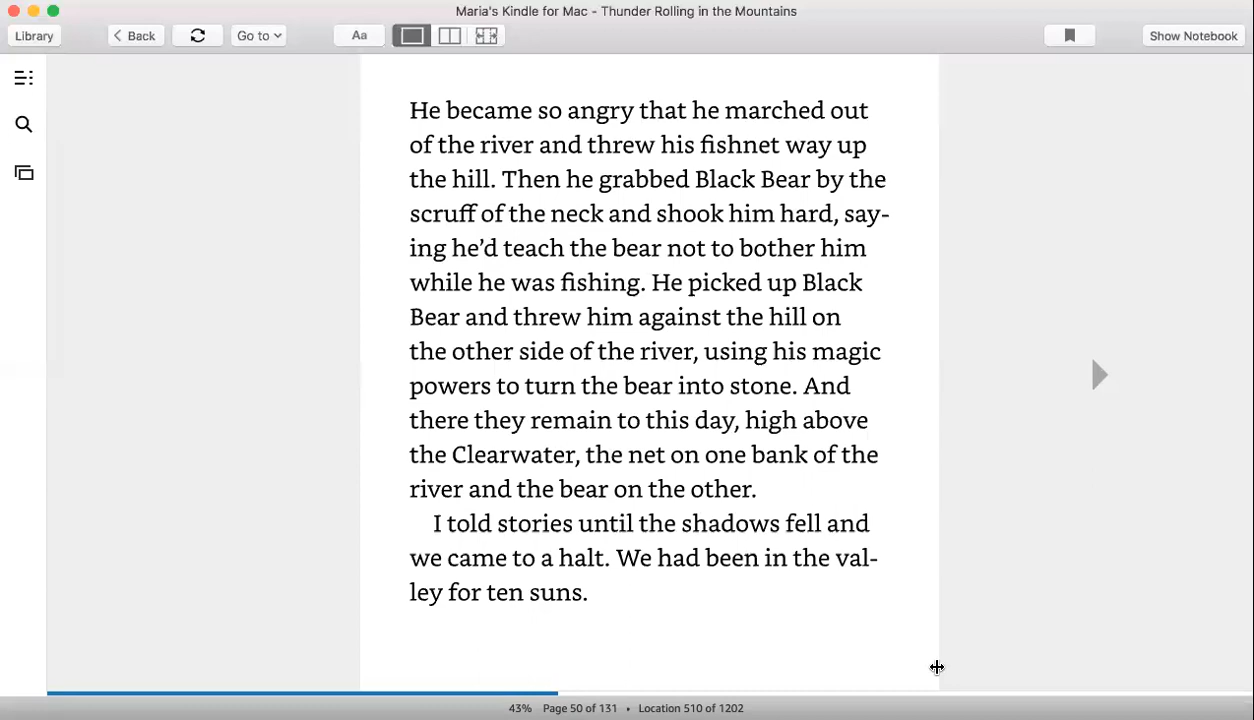 Maria's Kindle for Mac - Thunder Rolling in the Mountains
Library
Back
Go to
Aa
Show Notebook
He became so angry that he marched out
of the river and threw his fishnet way up
the hill. Then he grabbed Black Bear by the
scruff of the neck and shook him hard, say-
ing he’d teach the bear not to bother him
while he was fishing. He picked up Black
Bear and threw him against the hill on
the other side of the river, using his magic
powers to turn the bear into stone. And
there they remain to this day, high above
the Clearwater, the net on one bank of the
river and the bear on the other.
I told stories until the shadows fell and
we came to a halt. We had been in the val-
ley for ten suns.
43% Page 50 of 131 • Location 510 of 1202